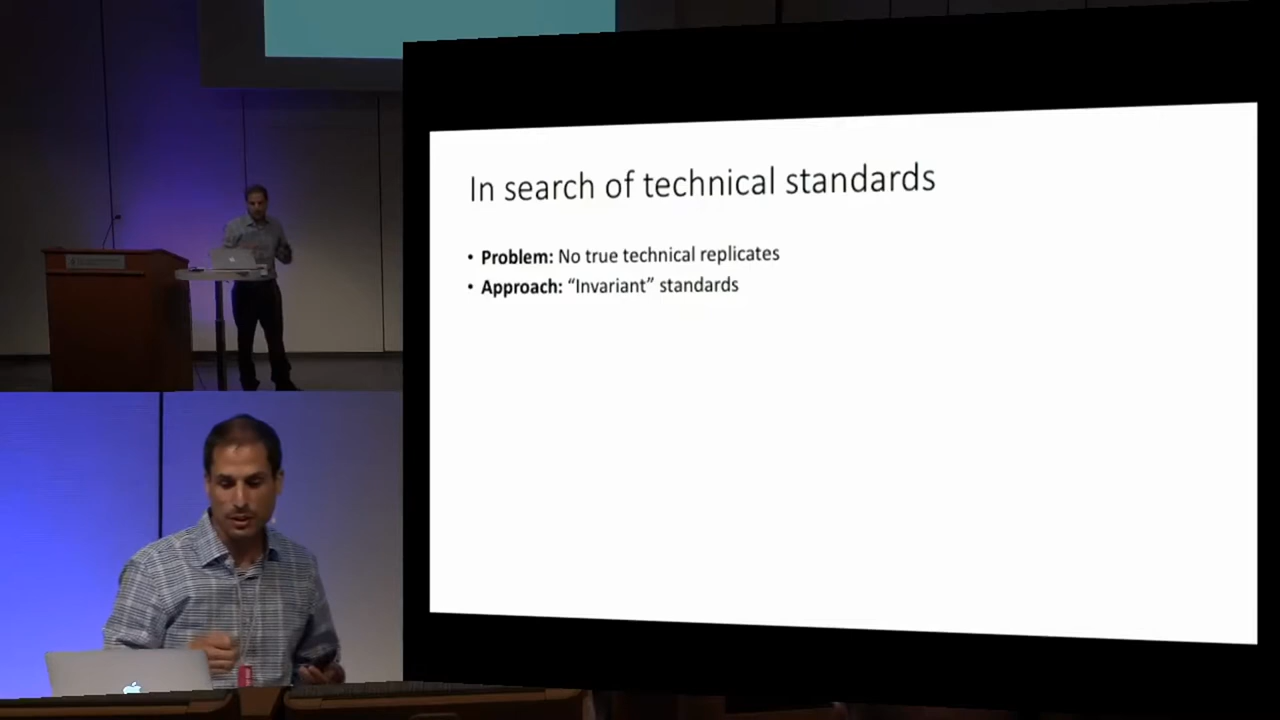 In search of technical standards
• Problem: No true technical replicates
• Approach: “Invariant” standards